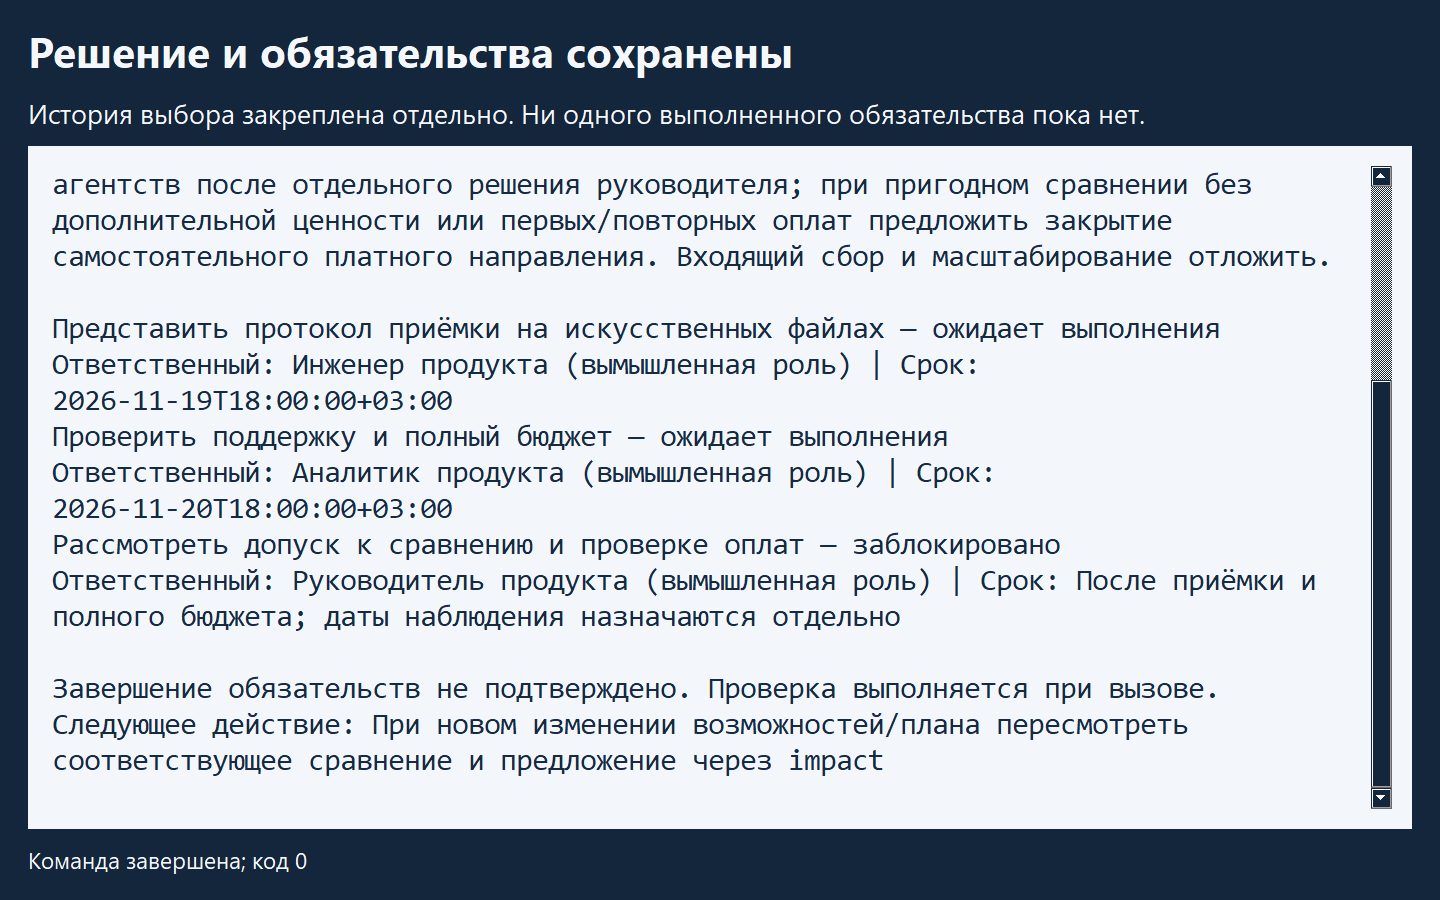 Решение и обязательства сохранены
История выбора закреплена отдельно. Ни одного выполненного обязательства пока нет.
агентств после отдельного решения руководителя; при пригодном сравнении без
дополнительной ценности или первых/повторных оплат предложить закрытие
самостоятельного платного направления. Входящий сбор и масштабирование отложить.
Представить протокол приёмки на искусственных файлах — ожидает выполнения
Ответственный: Инженер продукта (вымышленная роль) | Срок:
2026-11-19T18:00:00+03:00
Проверить поддержку и полный бюджет — ожидает выполнения
Ответственный: Аналитик продукта (вымышленная роль) | Срок:
2026-11-20T18:00:00+03:00
Рассмотреть допуск к сравнению и проверке оплат — заблокировано
Ответственный: Руководитель продукта (вымышленная роль) | Срок: После приёмки и
полного бюджета; даты наблюдения назначаются отдельно
Завершение обязательств не подтверждено. Проверка выполняется при вызове.
Следующее действие: При новом изменении возможностей/плана пересмотреть
соответствующее сравнение и предложение через impact
Команда завершена; код 0